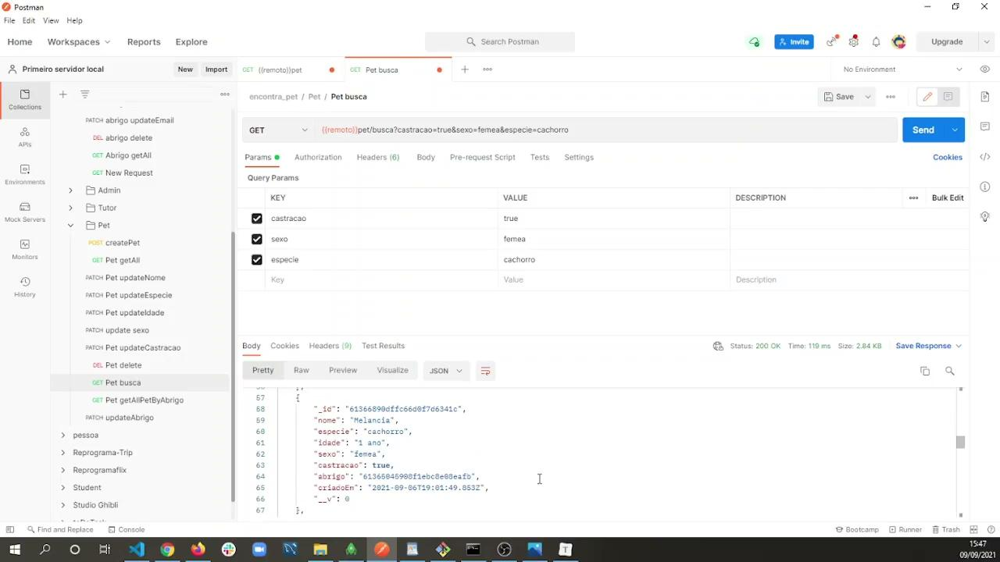 Postman
File Edit View Help
Home Workspaces Reports Explore
Search Postman
Invite
Upgrade
Primeiro servidor local
New Import
GET {{remoto}}pet
GET Pet busca
No Environment
Collections
APIs
Environments
Mock Servers
Monitors
History
PATCH abrigo updateEmail
DEL abrigo delete
GET Abrigo getAll
GET New Request
Admin
Tutor
Pet
POST createPet
GET Pet getAll
PATCH Pet updateNome
PATCH Pet updateEspecie
PATCH Pet updateIdade
PATCH update sexo
PATCH Pet updateCastracao
DEL Pet delete
GET Pet busca
GET Pet getAllPetByAbrigo
PATCH updateAbrigo
pessoa
Reprograma-Trip
Reprogramaflix
Student
Studio Ghibli
encontra_pet / Pet / Pet busca
Save
GET {{remoto}}pet/busca?castracao=true&sexo=femea&especie=cachorro
Send
Params Authorization Headers (6) Body Pre-request Script Tests Settings
Cookies
Query Params
KEY VALUE DESCRIPTION
Bulk Edit
castracao true
sexo femea
especie cachorro
Key Value Description
Body Cookies Headers (9) Test Results
Status: 200 OK Time: 119 ms Size: 2.84 KB Save Response
Pretty Raw Preview Visualize JSON
57 {
58 "_id": "61366890dffc66d0f7d6341c",
59 "nome": "Melancia",
60 "especie": "cachorro",
61 "idade": "1 ano",
62 "sexo": "femea",
63 "castracao": true,
64 "abrigo": "61365045908f1ebc8e08eafb",
65 "criadoEm": "2021-09-06T19:01:49.853Z",
66 "__v": 0
67 },
Find and Replace Console
Bootcamp Runner Trash
15:47
09/09/2021